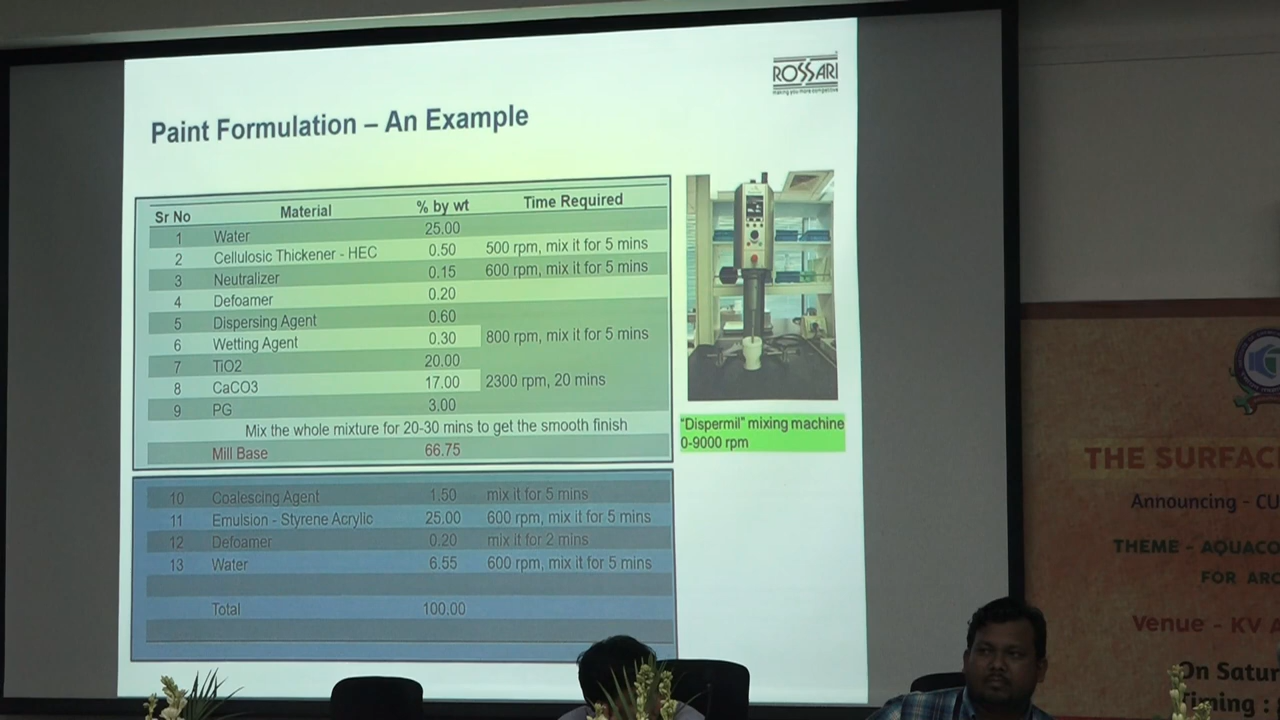 ROSSARI
making you more competitive
Paint Formulation – An Example
Sr No Material % by wt Time Required
1 Water 25.00
2 Cellulosic Thickener - HEC 0.50 500 rpm, mix it for 5 mins
3 Neutralizer 0.15 600 rpm, mix it for 5 mins
4 Defoamer 0.20
5 Dispersing Agent 0.60
6 Wetting Agent 0.30 800 rpm, mix it for 5 mins
7 TiO2 20.00
8 CaCO3 17.00 2300 rpm, 20 mins
9 PG 3.00
Mix the whole mixture for 20-30 mins to get the smooth finish
Mill Base 66.75
"Dispermil" mixing machine
0-9000 rpm
10 Coalescing Agent 1.50 mix it for 5 mins
11 Emulsion - Styrene Acrylic 25.00 600 rpm, mix it for 5 mins
12 Defoamer 0.20 mix it for 2 mins
13 Water 6.55 600 rpm, mix it for 5 mins
Total 100.00
THE SURFAC
Announcing - CU
THEME - AQUACO
FOR ARC
Venue - KV A
On Satur
Timing :